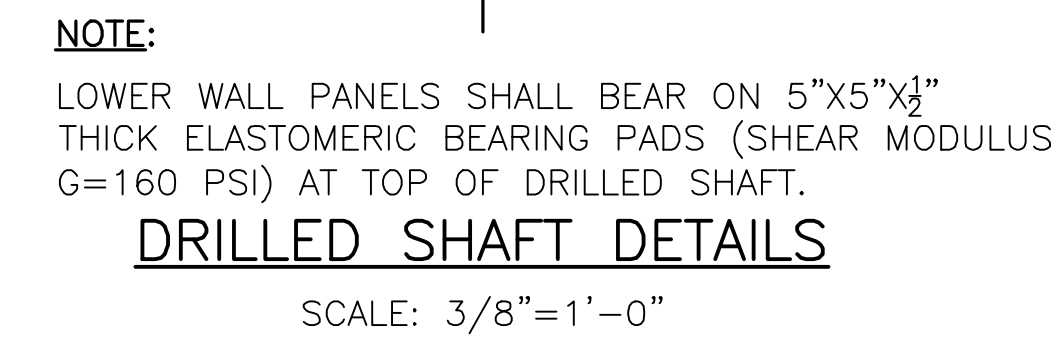 NOTE:
LOWER WALL PANELS SHALL BEAR ON 5”X5”X½”
THICK ELASTOMERIC BEARING PADS (SHEAR MODULUS
G=160 PSI) AT TOP OF DRILLED SHAFT.
DRILLED SHAFT DETAILS
SCALE: 3/8”=1’-0”